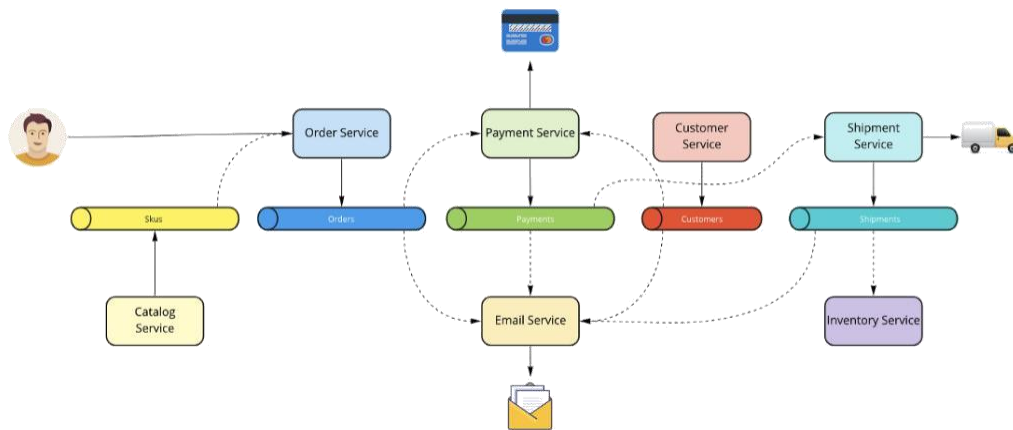 Order Service
Payment Service
Customer
Service
Shipment
Service
Skus
Orders
Payments
Customers
Shipments
Catalog
Service
Email Service
Inventory Service